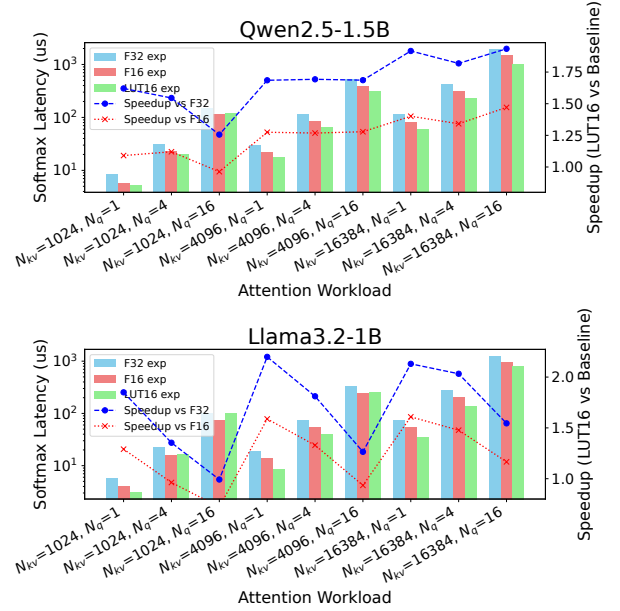 Qwen2.5-1.5B
Softmax Latency (us)
10³
10²
10¹
F32 exp
F16 exp
LUT16 exp
Speedup vs F32
Speedup vs F16
1.75
1.50
1.25
1.00
Speedup (LUT16 vs Baseline)
N_kv=1024, N_q=1
N_kv=1024, N_q=4
N_kv=1024, N_q=16
N_kv=4096, N_q=1
N_kv=4096, N_q=4
N_kv=4096, N_q=16
N_kv=16384, N_q=1
N_kv=16384, N_q=4
N_kv=16384, N_q=16
Attention Workload
Llama3.2-1B
Softmax Latency (us)
10³
10²
10¹
F32 exp
F16 exp
LUT16 exp
Speedup vs F32
Speedup vs F16
2.0
1.5
1.0
Speedup (LUT16 vs Baseline)
N_kv=1024, N_q=1
N_kv=1024, N_q=4
N_kv=1024, N_q=16
N_kv=4096, N_q=1
N_kv=4096, N_q=4
N_kv=4096, N_q=16
N_kv=16384, N_q=1
N_kv=16384, N_q=4
N_kv=16384, N_q=16
Attention Workload